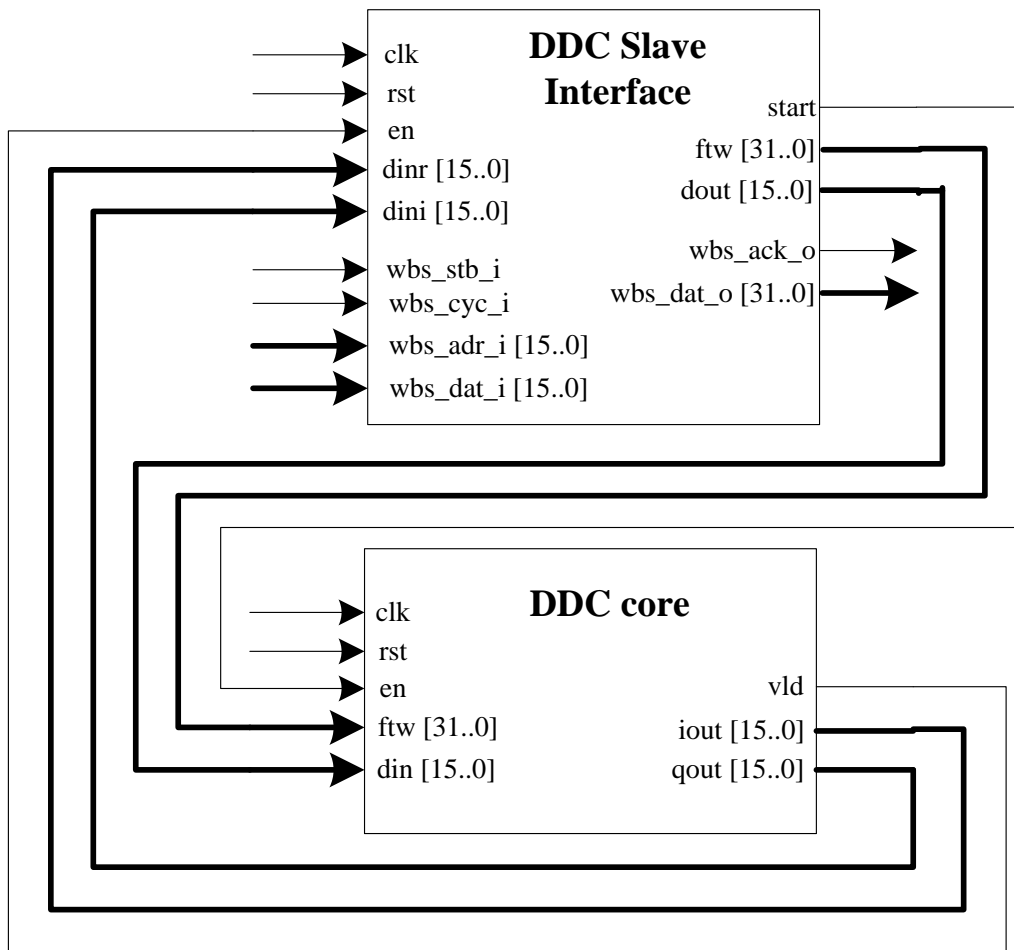 DDC Slave
Interface
clk
rst
en
dinr [15..0]
dini [15..0]
wbs_stb_i
wbs_cyc_i
wbs_adr_i [15..0]
wbs_dat_i [15..0]
start
ftw [31..0]
dout [15..0]
wbs_ack_o
wbs_dat_o [31..0]
DDC core
clk
rst
en
ftw [31..0]
din [15..0]
vld
iout [15..0]
qout [15..0]